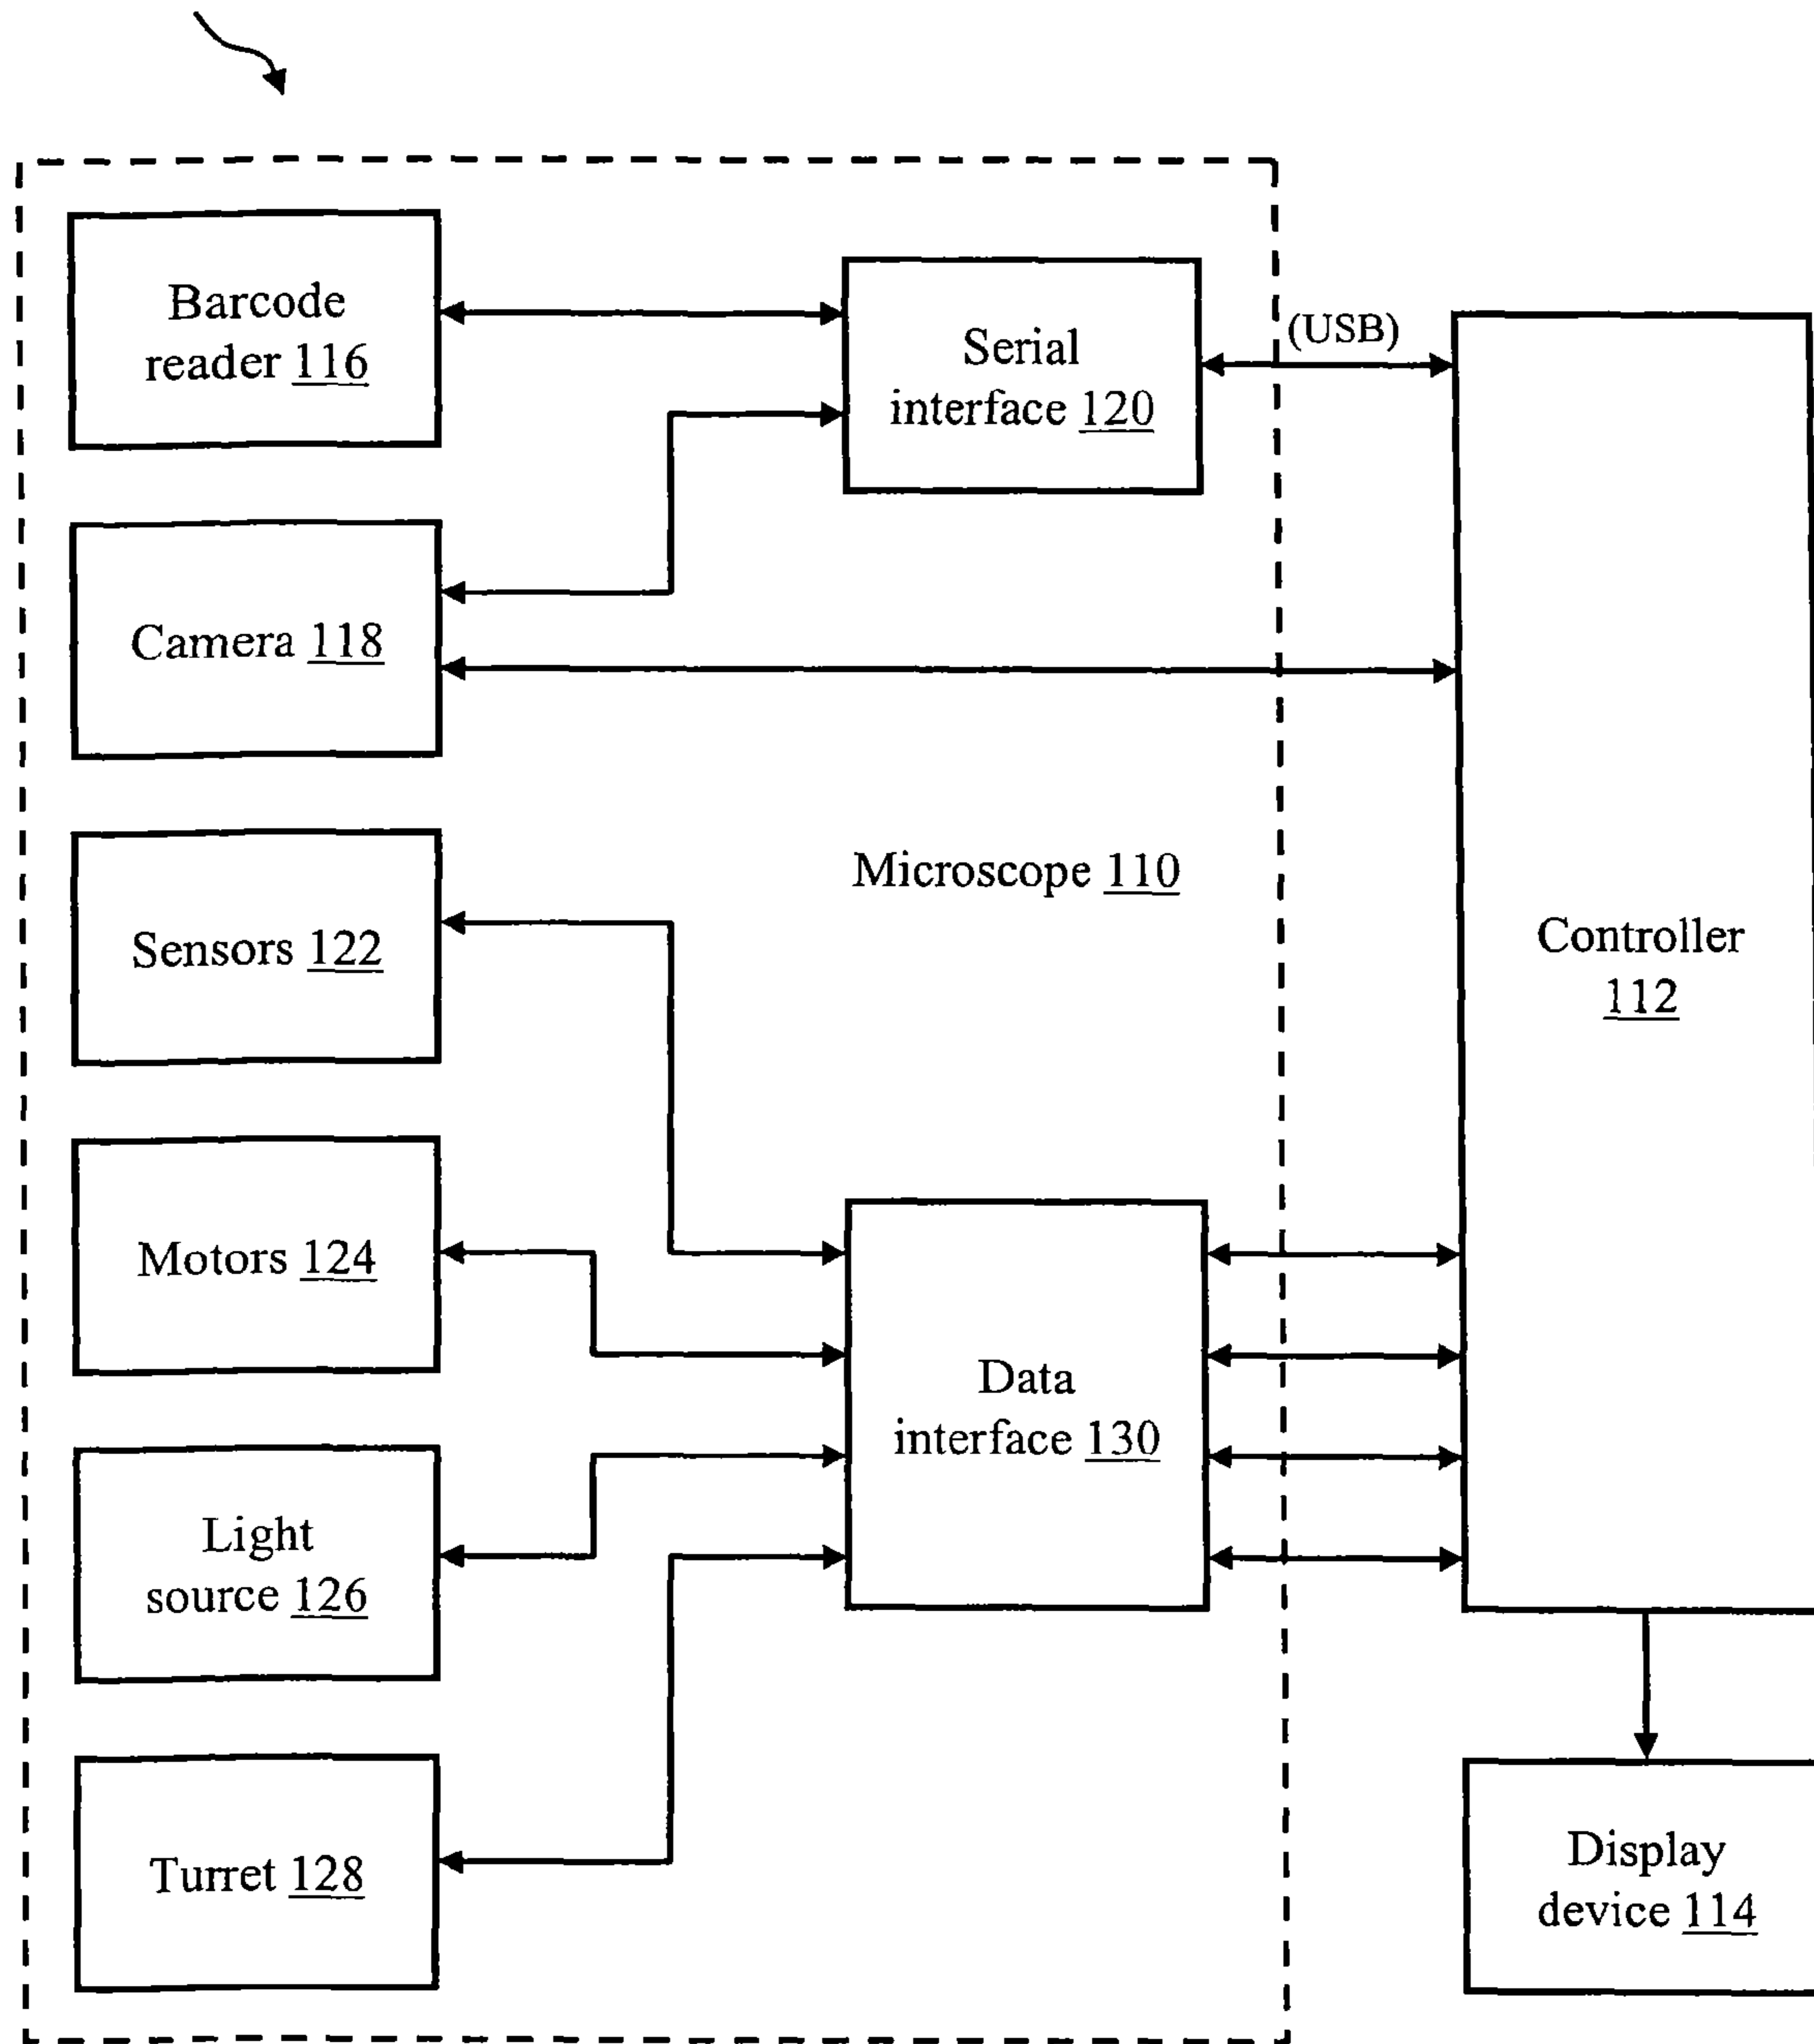 Barcode
reader 116
Serial
interface 120
(USB)
Camera 118
Microscope 110
Sensors 122
Controller
112
Motors 124
Data
interface 130
Light
source 126
Turret 128
Display
device 114